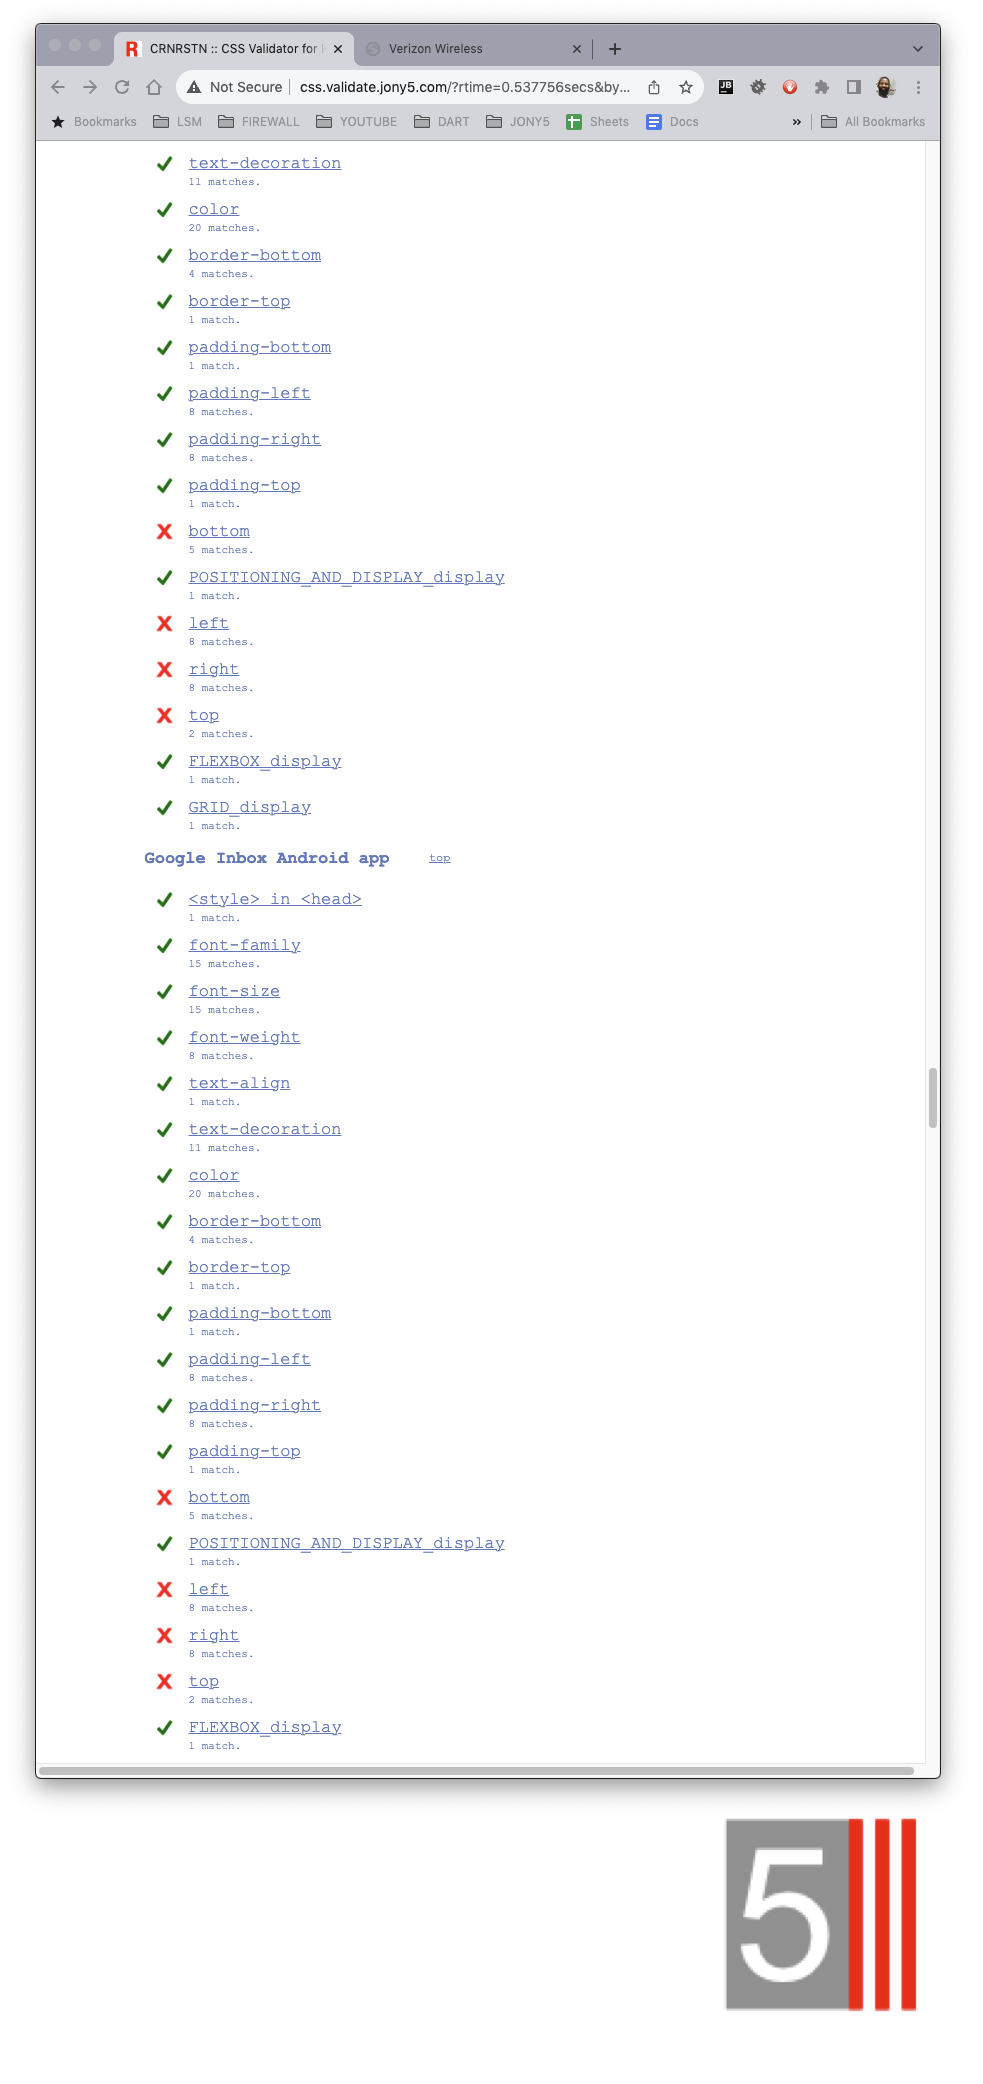 CRNRSTN :: CSS Validator for
Verizon Wireless
Not Secure css.validate.jony5.com/?rtime=0.537756secs&by...
JB
Bookmarks LSM FIREWALL YOUTUBE DART JONY5 Sheets Docs » All Bookmarks
text-decoration
11 matches.
color
20 matches.
border-bottom
4 matches.
border-top
1 match.
padding-bottom
1 match.
padding-left
8 matches.
padding-right
8 matches.
padding-top
1 match.
bottom
5 matches.
POSITIONING_AND_DISPLAY_display
1 match.
left
8 matches.
right
8 matches.
top
2 matches.
FLEXBOX_display
1 match.
GRID_display
1 match.
Google Inbox Android app top
<style> in <head>
1 match.
font-family
15 matches.
font-size
15 matches.
font-weight
8 matches.
text-align
1 match.
text-decoration
11 matches.
color
20 matches.
border-bottom
4 matches.
border-top
1 match.
padding-bottom
1 match.
padding-left
8 matches.
padding-right
8 matches.
padding-top
1 match.
bottom
5 matches.
POSITIONING_AND_DISPLAY_display
1 match.
left
8 matches.
right
8 matches.
top
2 matches.
FLEXBOX_display
1 match.
5